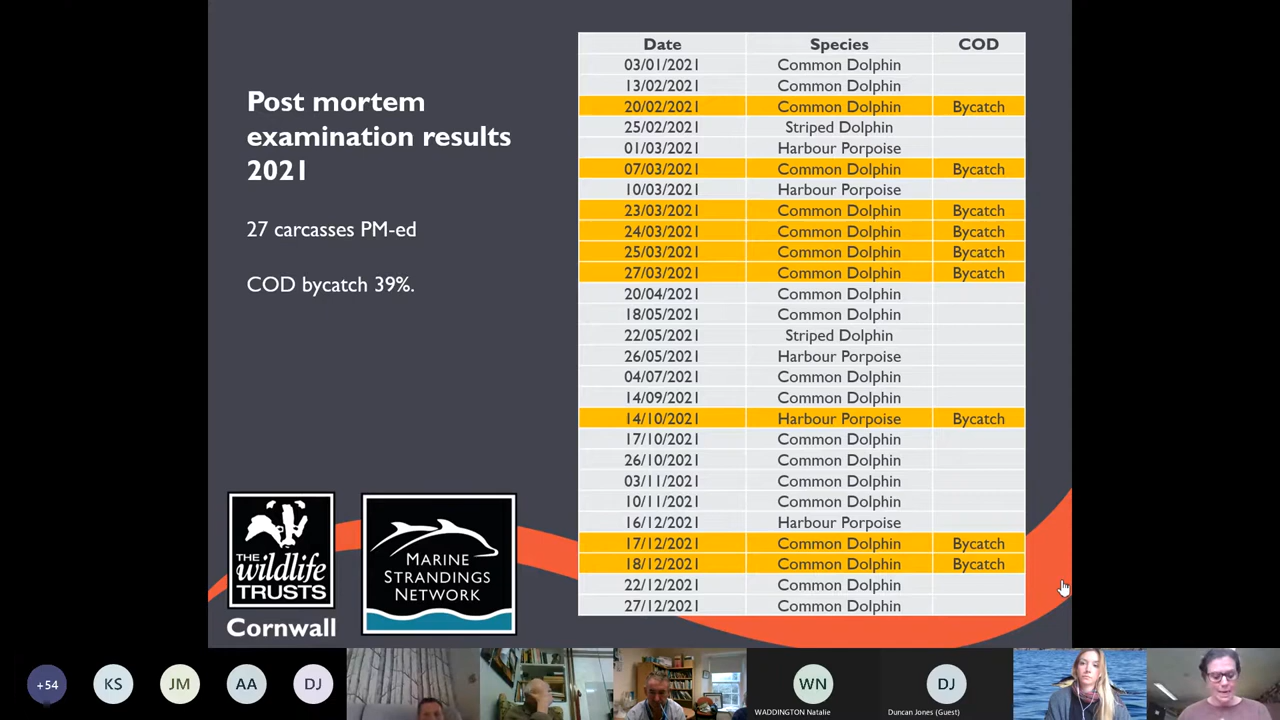 Post mortem
examination results
2021
27 carcasses PM-ed
COD bycatch 39%.
Date Species COD
03/01/2021 Common Dolphin
13/02/2021 Common Dolphin
20/02/2021 Common Dolphin Bycatch
25/02/2021 Striped Dolphin
01/03/2021 Harbour Porpoise
07/03/2021 Common Dolphin Bycatch
10/03/2021 Harbour Porpoise
23/03/2021 Common Dolphin Bycatch
24/03/2021 Common Dolphin Bycatch
25/03/2021 Common Dolphin Bycatch
27/03/2021 Common Dolphin Bycatch
20/04/2021 Common Dolphin
18/05/2021 Common Dolphin
22/05/2021 Striped Dolphin
26/05/2021 Harbour Porpoise
04/07/2021 Common Dolphin
14/09/2021 Common Dolphin
14/10/2021 Harbour Porpoise Bycatch
17/10/2021 Common Dolphin
26/10/2021 Common Dolphin
03/11/2021 Common Dolphin
10/11/2021 Common Dolphin
16/12/2021 Harbour Porpoise
17/12/2021 Common Dolphin Bycatch
18/12/2021 Common Dolphin Bycatch
22/12/2021 Common Dolphin
27/12/2021 Common Dolphin
THE
wildlife
TRUSTS
Cornwall
MARINE
STRANDINGS
NETWORK
+54 KS JM AA DJ WN DJ
WADDINGTON Natalie Duncan Jones (Guest)